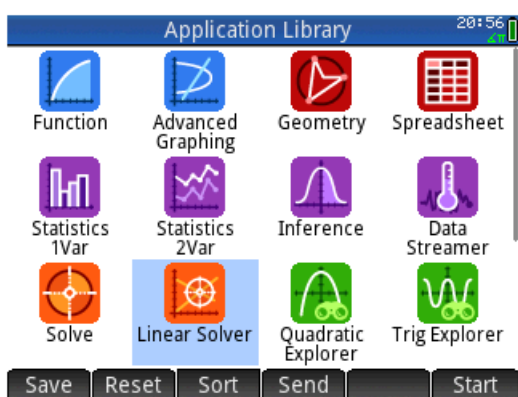 Application Library
20:56
∡π
Function
Advanced
Graphing
Geometry
Spreadsheet
Statistics
1Var
Statistics
2Var
Inference
Data
Streamer
Solve
Linear Solver
Quadratic
Explorer
Trig Explorer
Save Reset Sort Send Start